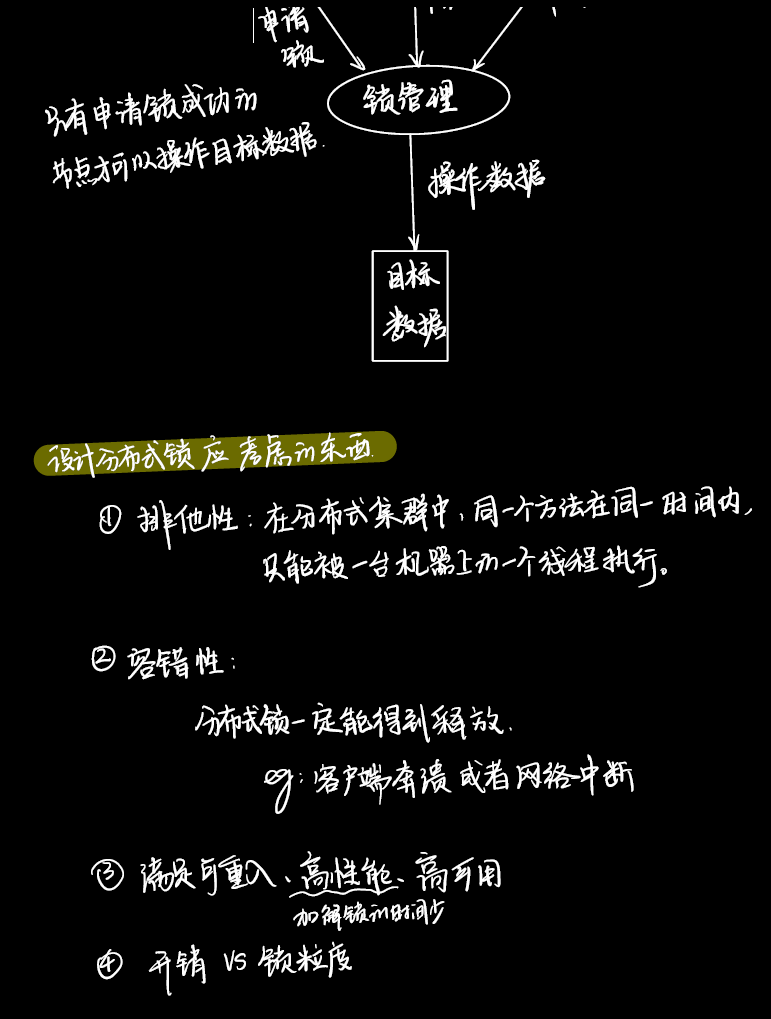 申请
锁
锁管理
只有申请锁成功的
节点才可以操作目标数据.
操作数据
目标
数据
设计分布式锁应考虑的东西.
① 排他性: 在分布式集群中, 同一个方法在同一时间内,
只能被一台机器上的一个线程执行。
② 容错性:
分布式锁一定能得到释放.
eg: 客户端奔溃或者网络中断
③ 满足可重入、高性能、高可用
加解锁的时间少
④ 开销 VS 锁粒度